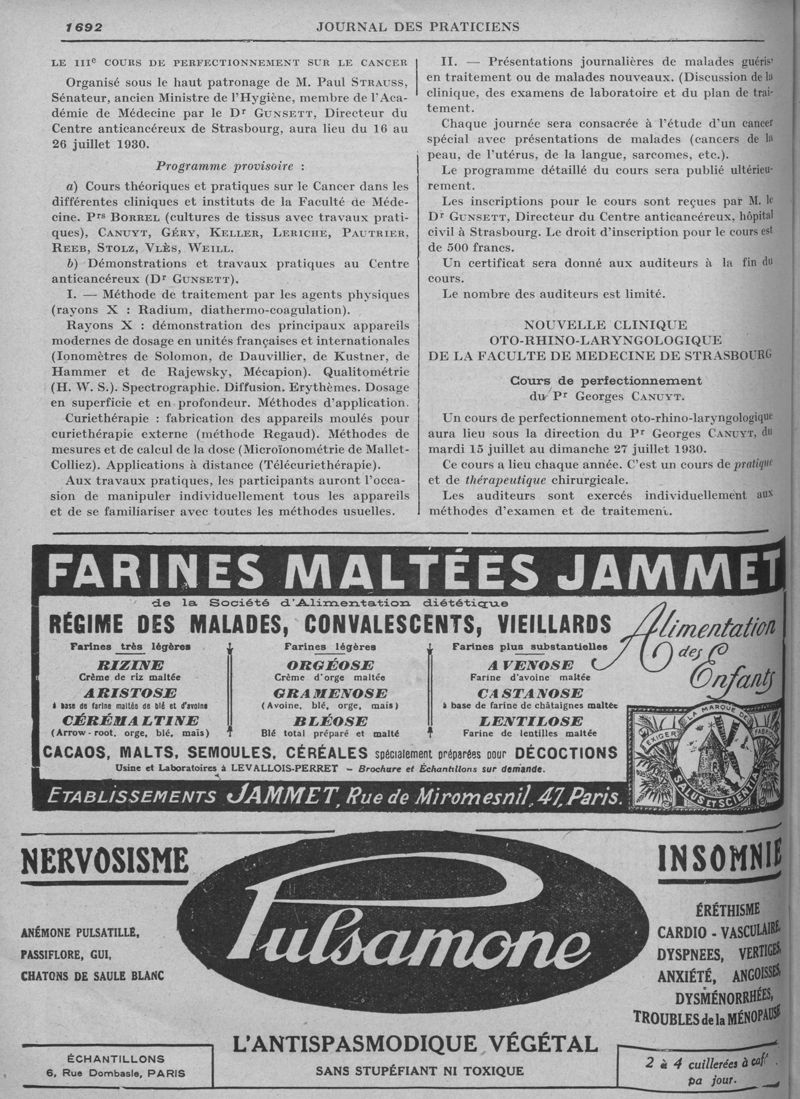 1692
JOURNAL DES PRATICIENS
LE IIIe COURS DE PERFECTIONNEMENT SUR LE CANCER
Organisé sous le haut patronage de M. Paul STRAUSS,
Sénateur, ancien Ministre de l'Hygiène, membre de l'Aca-
démie de Médecine par le Dr GUNSETT, Directeur du
Centre anticancéreux de Strasbourg, aura lieu du 16 au
26 juillet 1930.
Programme provisoire :
a) Cours théoriques et pratiques sur le Cancer dans les
différentes cliniques et instituts de la Faculté de Méde-
cine. Prs BORREL (cultures de tissus avec travaux prati-
ques), CANUYT, GÉRY, KELLER, LERICHE, PAUTRIER,
REEB, STOLZ, VLÈS, WEILL.
b) Démonstrations et travaux pratiques au Centre
anticancéreux (Dr GUNSETT).
I. — Méthode de traitement par les agents physiques
(rayons X : Radium, diathermo-coagulation).
Rayons X : démonstration des principaux appareils
modernes de dosage en unités françaises et internationales
(Ionomètres de Solomon, de Dauvillier, de Kustner, de
Hammer et de Rajewsky, Mécapion). Qualitométrie
(H. W. S.). Spectrographie. Diffusion. Erythèmes. Dosage
en superficie et en profondeur. Méthodes d'application.
Curiethérapie : fabrication des appareils moulés pour
curiethérapie externe (méthode Regaud). Méthodes de
mesures et de calcul de la dose (Microïonométrie de Mallet-
Colliez). Applications à distance (Télécuriethérapie).
Aux travaux pratiques, les participants auront l'occa-
sion de manipuler individuellement tous les appareils
et de se familiariser avec toutes les méthodes usuelles.
II. — Présentations journalières de malades guéris,
en traitement ou de malades nouveaux. (Discussion de la
clinique, des examens de laboratoire et du plan de trai-
tement.
Chaque journée sera consacrée à l'étude d'un cancer
spécial avec présentations de malades (cancers de la
peau, de l'utérus, de la langue, sarcomes, etc.).
Le programme détaillé du cours sera publié ultérieu-
rement.
Les inscriptions pour le cours sont reçues par M. le
Dr GUNSETT, Directeur du Centre anticancéreux, hôpital
civil à Strasbourg. Le droit d'inscription pour le cours est
de 500 francs.
Un certificat sera donné aux auditeurs à la fin du
cours.
Le nombre des auditeurs est limité.
NOUVELLE CLINIQUE
OTO-RHINO-LARYNGOLOGIQUE
DE LA FACULTE DE MEDECINE DE STRASBOURG
Cours de perfectionnement
du Pr Georges CANUYT.
Un cours de perfectionnement oto-rhino-laryngologique
aura lieu sous la direction du Pr Georges CANUYT, du
mardi 15 juillet au dimanche 27 juillet 1930.
Ce cours a lieu chaque année. C'est un cours de pratique
et de thérapeutique chirurgicale.
Les auditeurs sont exercés individuellement aux
méthodes d'examen et de traitement.
FARINES MALTÉES JAMMET
de la Société d'Alimentation diététique
RÉGIME DES MALADES, CONVALESCENTS, VIEILLARDS
Alimentation
des
Enfants
Farines très légères
RIZINE
Crème de riz maltée
ARISTOSE
à base de farine maltée de blé et d'avoine
CÉRÉMALTINE
(Arrow-root, orge, blé, maïs)
Farines légères
ORGÉOSE
Crème d'orge maltée
GRAMENOSE
(Avoine, blé, orge, maïs)
BLÉOSE
Blé total préparé et malté
Farines plus substantielles
AVENOSE
Farine d'avoine maltée
CASTANOSE
à base de farine de châtaignes maltée
LENTILOSE
Farine de lentilles maltée
CACAOS, MALTS, SEMOULES, CÉRÉALES spécialement préparées pour DÉCOCTIONS
Usine et Laboratoires à LEVALLOIS-PERRET – Brochure et Échantillons sur demande.
EXIGER LA MARQUE DE FABRIQUE
SALUS ET SCIENTIA
ETABLISSEMENTS JAMMET, Rue de Miromesnil, 47, Paris.
NERVOSISME
INSOMNIE
Pulsamone
ANÉMONE PULSATILLE,
PASSIFLORE, GUI,
CHATONS DE SAULE BLANC
ÉRÉTHISME
CARDIO - VASCULAIRE,
DYSPNEES, VERTIGES,
ANXIÉTÉ, ANGOISSES
DYSMÉNORRHÉES,
TROUBLES de la MÉNOPAUSE
L'ANTISPASMODIQUE VÉGÉTAL
SANS STUPÉFIANT NI TOXIQUE
ÉCHANTILLONS
6, Rue Dombasle, PARIS
2 à 4 cuillerées à caf
pa jour.